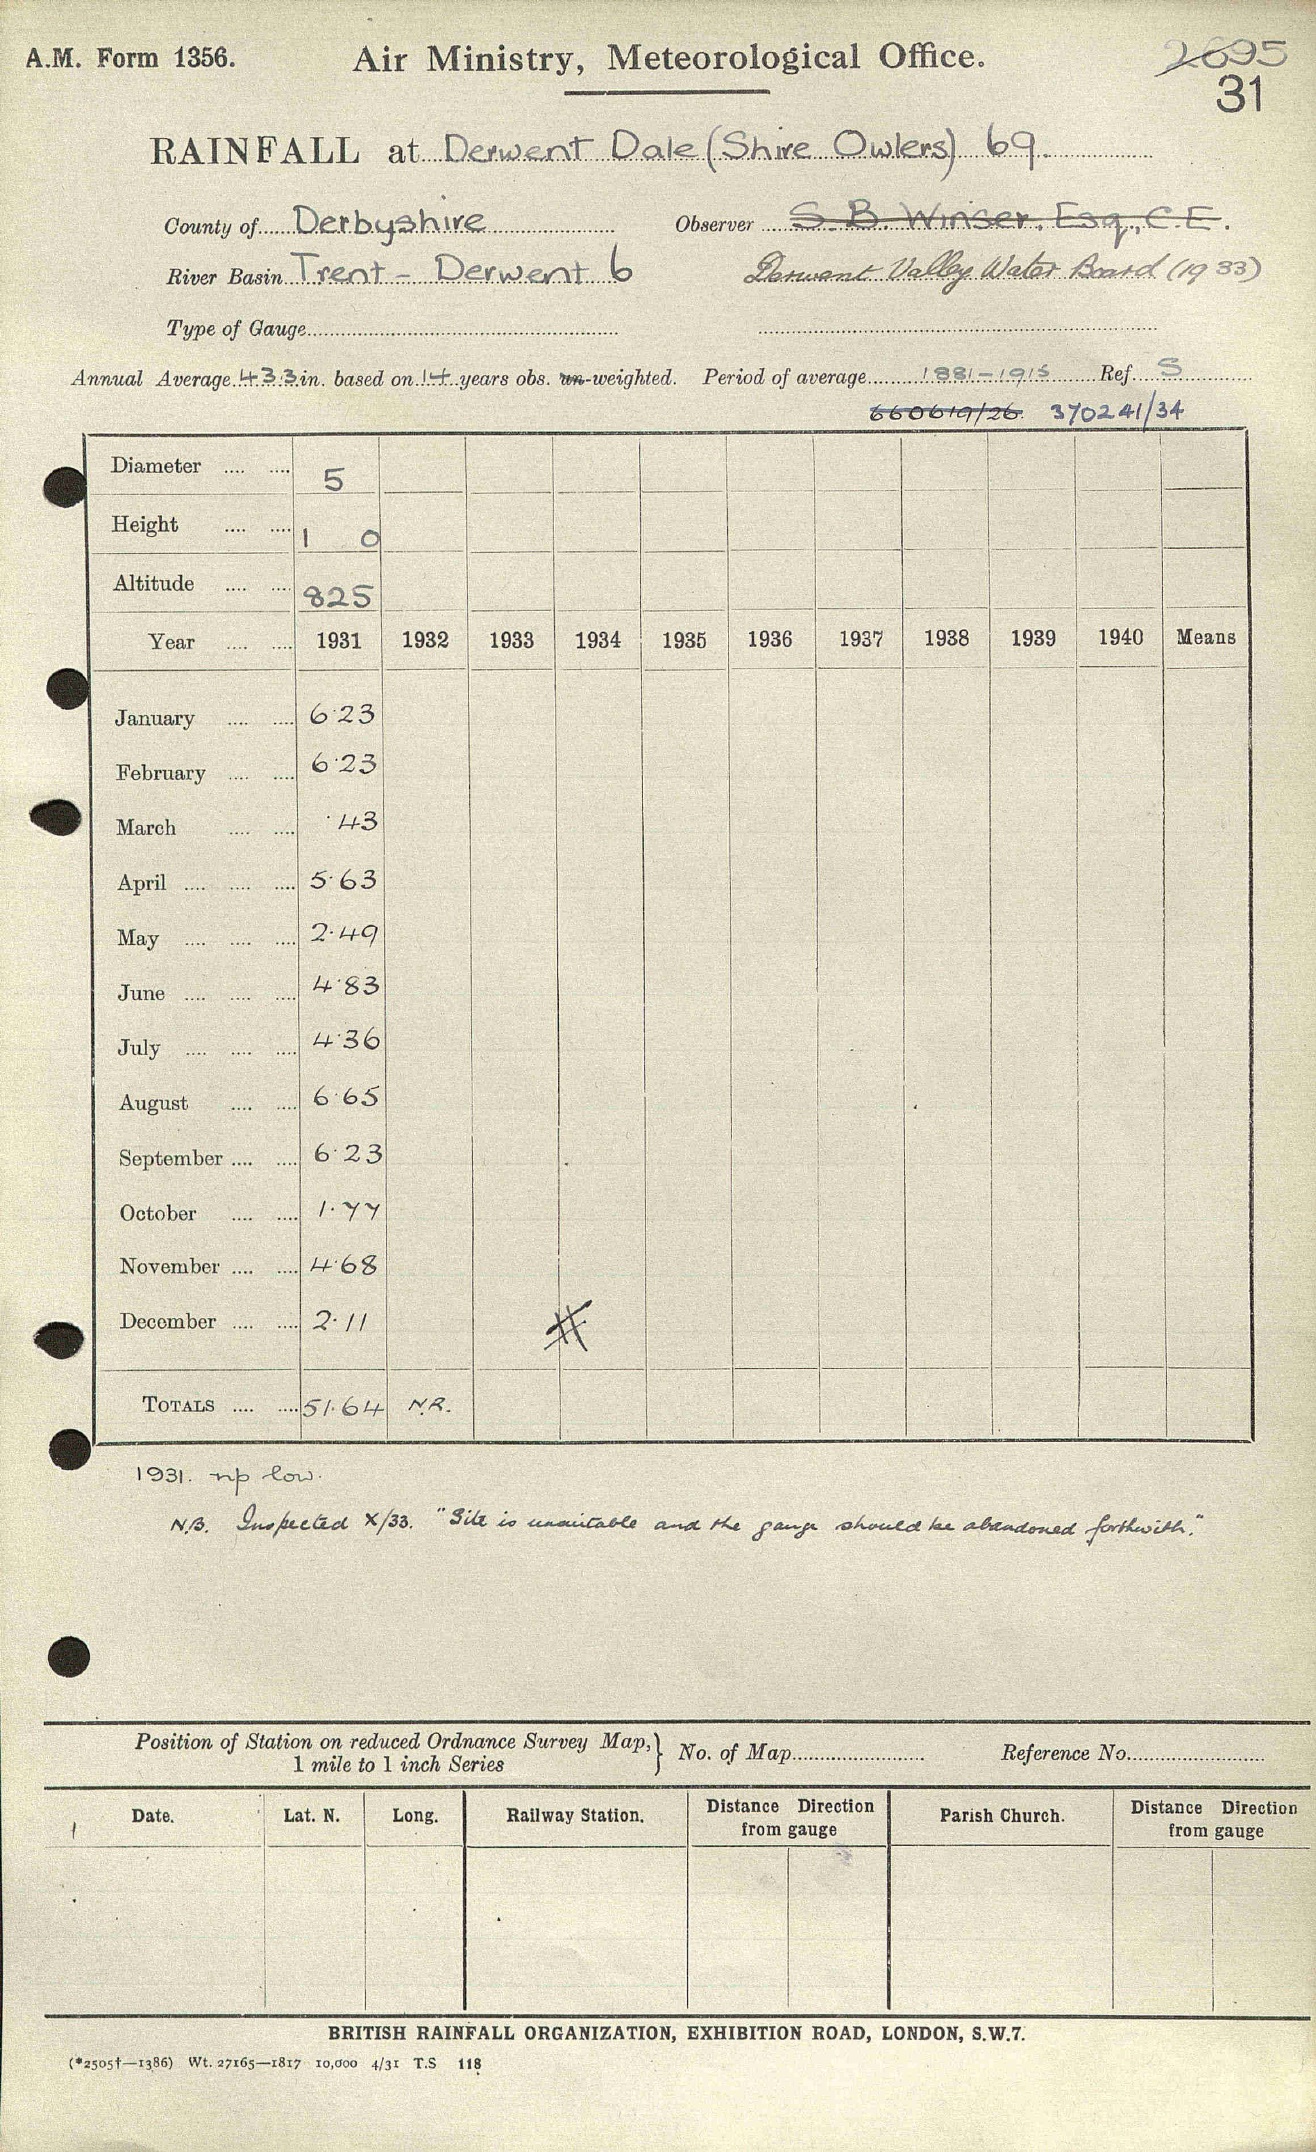 A.M. Form 1356. Air Ministry, Meteorological Office. 2695
31
RAINFALL at Derwent Dale (Shire Owlers) 69.
County of Derbyshire Observer S. B. Winser. Esq., C.E.
River Basin Trent - Derwent 6 Derwent Valley Water Board (1933)
Type of Gauge
Annual Average 43.3 in. based on 14 years obs. un-weighted. Period of average 1881-1915 Ref. S
660619/26. 370241/34
Diameter .... .... 5
Height .... .... 1 0
Altitude .... .... 825
Year .... .... 1931 1932 1933 1934 1935 1936 1937 1938 1939 1940 Means
January .... .... 6.23
February .... .... 6.23
March .... .... .43
April .... .... .... 5.63
May .... .... .... 2.49
June .... .... .... 4.83
July .... .... .... 4.36
August .... .... 6.65
September .... .... 6.23
October .... .... 1.77
November .... .... 4.68
December .... .... 2.11 #
TOTALS .... .... 51.64 N.R.
1931. np low.
N.B. Inspected X/33. "Site is unsuitable and the gauge should be abandoned forthwith."
Position of Station on reduced Ordnance Survey Map, } No. of Map Reference No.
1 mile to 1 inch Series
Date. Lat. N. Long. Railway Station. Distance Direction from gauge Parish Church. Distance Direction from gauge
BRITISH RAINFALL ORGANIZATION, EXHIBITION ROAD, LONDON, S.W.7.
(*2505†—1386) Wt. 27165—1817 10,000 4/31 T.S 118